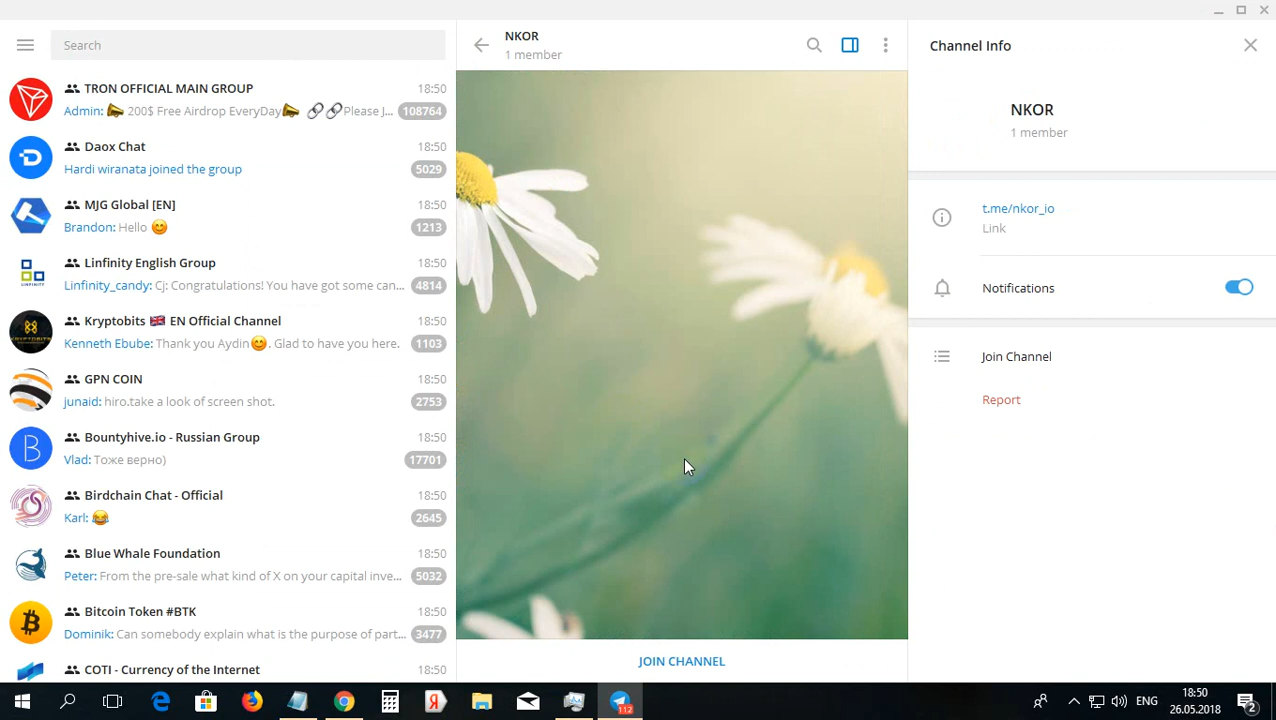 Search
TRON OFFICIAL MAIN GROUP 18:50
Admin: 200$ Free Airdrop EveryDay Please J... 108764
Daox Chat 18:50
Hardi wiranata joined the group 5029
MJG Global [EN] 18:50
Brandon: Hello 😊 1213
Linfinity English Group 18:50
Linfinity_candy: Cj: Congratulations! You have got some can... 4814
Kryptobits 🇬🇧 EN Official Channel 18:50
Kenneth Ebube: Thank you Aydin😊. Glad to have you here. 1103
GPN COIN 18:50
junaid: hiro.take a look of screen shot. 2753
Bountyhive.io - Russian Group 18:50
Vlad: Тоже верно) 17701
Birdchain Chat - Official 18:50
Karl: 😂 2645
Blue Whale Foundation 18:50
Peter: From the pre-sale what kind of X on your capital inve... 5032
Bitcoin Token #BTK 18:50
Dominik: Can somebody explain what is the purpose of part... 3477
COTI - Currency of the Internet 18:50
NKOR
1 member
JOIN CHANNEL
Channel Info
NKOR
1 member
t.me/nkor_io
Link
Notifications
Join Channel
Report
112
ENG
18:50
26.05.2018
2